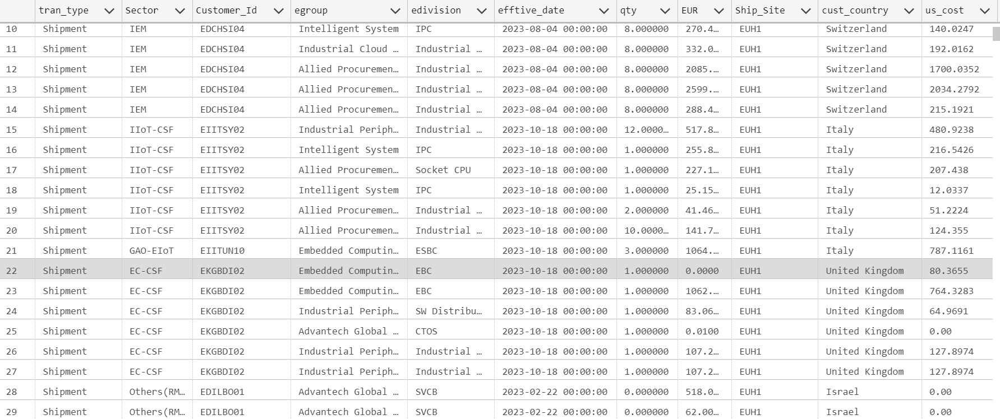 tran_type Sector Customer_Id egroup edivision efftive_date qty EUR Ship_Site cust_country us_cost
10 Shipment IEM EDCHSI04 Intelligent System IPC 2023-08-04 00:00:00 8.000000 270.4… EUH1 Switzerland 140.0247
11 Shipment IEM EDCHSI04 Industrial Cloud … Industrial … 2023-08-04 00:00:00 8.000000 332.0… EUH1 Switzerland 192.0162
12 Shipment IEM EDCHSI04 Allied Procuremen… Industrial … 2023-08-04 00:00:00 8.000000 2085.… EUH1 Switzerland 1700.0352
13 Shipment IEM EDCHSI04 Allied Procuremen… Industrial … 2023-08-04 00:00:00 8.000000 2599.… EUH1 Switzerland 2034.2792
14 Shipment IEM EDCHSI04 Allied Procuremen… Industrial … 2023-08-04 00:00:00 8.000000 288.4… EUH1 Switzerland 215.1921
15 Shipment IIoT-CSF EIITSY02 Industrial Periph… Industrial … 2023-10-18 00:00:00 12.0000… 517.8… EUH1 Italy 480.9238
16 Shipment IIoT-CSF EIITSY02 Intelligent System IPC 2023-10-18 00:00:00 1.000000 255.8… EUH1 Italy 216.5426
17 Shipment IIoT-CSF EIITSY02 Allied Procuremen… Socket CPU 2023-10-18 00:00:00 1.000000 227.1… EUH1 Italy 207.438
18 Shipment IIoT-CSF EIITSY02 Intelligent System IPC 2023-10-18 00:00:00 1.000000 25.15… EUH1 Italy 12.0337
19 Shipment IIoT-CSF EIITSY02 Allied Procuremen… Industrial … 2023-10-18 00:00:00 2.000000 41.46… EUH1 Italy 51.2224
20 Shipment IIoT-CSF EIITSY02 Allied Procuremen… Industrial … 2023-10-18 00:00:00 10.0000… 141.7… EUH1 Italy 124.355
21 Shipment GAO-EIoT EIITUN10 Embedded Computin… ESBC 2023-10-18 00:00:00 3.000000 1064.… EUH1 Italy 787.1161
22 Shipment EC-CSF EKGBDI02 Embedded Computin… EBC 2023-10-18 00:00:00 1.000000 0.0000 EUH1 United Kingdom 80.3655
23 Shipment EC-CSF EKGBDI02 Embedded Computin… EBC 2023-10-18 00:00:00 1.000000 1062.… EUH1 United Kingdom 764.3283
24 Shipment EC-CSF EKGBDI02 Industrial Periph… SW Distribu… 2023-10-18 00:00:00 1.000000 83.06… EUH1 United Kingdom 64.9691
25 Shipment EC-CSF EKGBDI02 Advantech Global … CTOS 2023-10-18 00:00:00 1.000000 0.0100 EUH1 United Kingdom 0.00
26 Shipment EC-CSF EKGBDI02 Industrial Periph… Industrial … 2023-10-18 00:00:00 1.000000 107.2… EUH1 United Kingdom 127.8974
27 Shipment EC-CSF EKGBDI02 Industrial Periph… Industrial … 2023-10-18 00:00:00 1.000000 107.2… EUH1 United Kingdom 127.8974
28 Shipment Others(RM… EDILBO01 Advantech Global … SVCB 2023-02-22 00:00:00 0.000000 518.0… EUH1 Israel 0.00
29 Shipment Others(RM… EDILBO01 Advantech Global … SVCB 2023-02-22 00:00:00 0.000000 62.00… EUH1 Israel 0.00